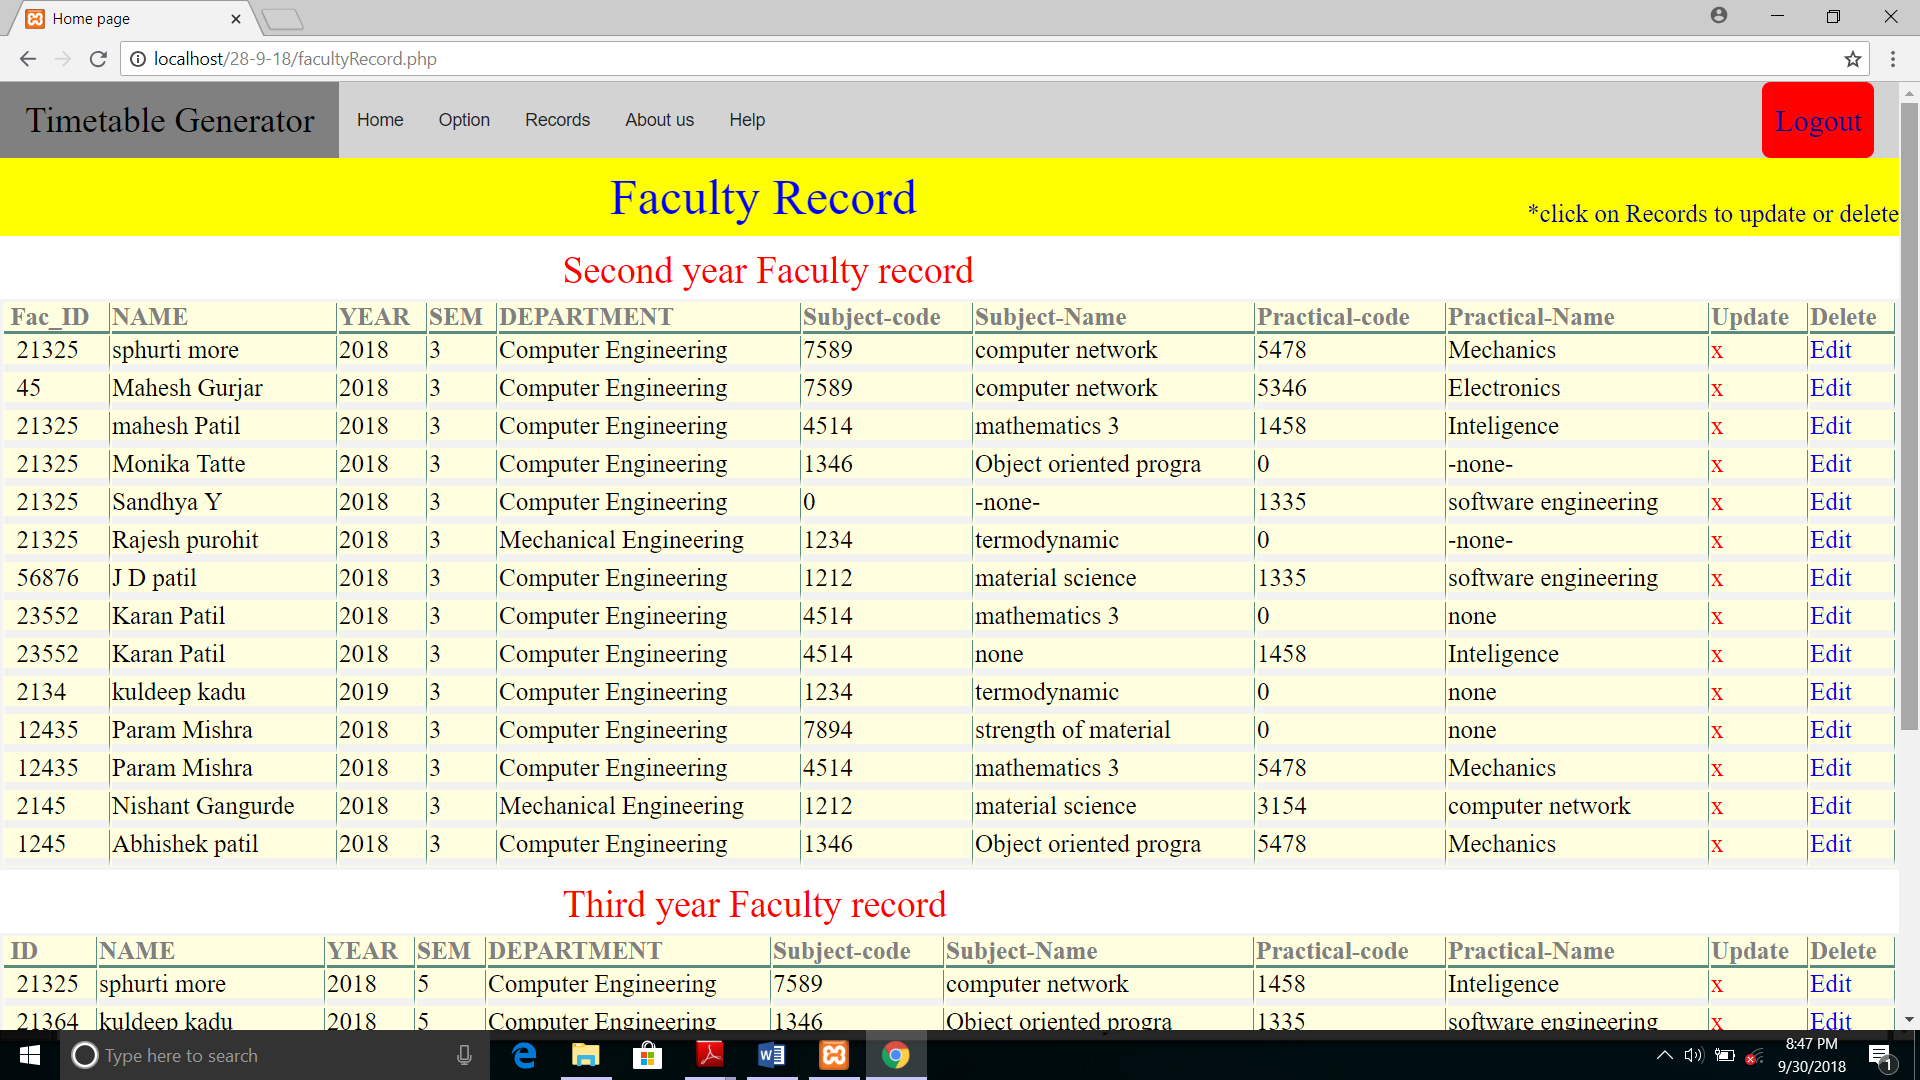 Home page
localhost/28-9-18/facultyRecord.php
Timetable Generator Home Option Records About us Help Logout
Faculty Record
*click on Records to update or delete
Second year Faculty record
Fac_ID NAME YEAR SEM DEPARTMENT Subject-code Subject-Name Practical-code Practical-Name Update Delete
21325 sphurti more 2018 3 Computer Engineering 7589 computer network 5478 Mechanics x Edit
45 Mahesh Gurjar 2018 3 Computer Engineering 7589 computer network 5346 Electronics x Edit
21325 mahesh Patil 2018 3 Computer Engineering 4514 mathematics 3 1458 Inteligence x Edit
21325 Monika Tatte 2018 3 Computer Engineering 1346 Object oriented progra 0 -none- x Edit
21325 Sandhya Y 2018 3 Computer Engineering 0 -none- 1335 software engineering x Edit
21325 Rajesh purohit 2018 3 Mechanical Engineering 1234 termodynamic 0 -none- x Edit
56876 J D patil 2018 3 Computer Engineering 1212 material science 1335 software engineering x Edit
23552 Karan Patil 2018 3 Computer Engineering 4514 mathematics 3 0 none x Edit
23552 Karan Patil 2018 3 Computer Engineering 4514 none 1458 Inteligence x Edit
2134 kuldeep kadu 2019 3 Computer Engineering 1234 termodynamic 0 none x Edit
12435 Param Mishra 2018 3 Computer Engineering 7894 strength of material 0 none x Edit
12435 Param Mishra 2018 3 Computer Engineering 4514 mathematics 3 5478 Mechanics x Edit
2145 Nishant Gangurde 2018 3 Mechanical Engineering 1212 material science 3154 computer network x Edit
1245 Abhishek patil 2018 3 Computer Engineering 1346 Object oriented progra 5478 Mechanics x Edit
Third year Faculty record
ID NAME YEAR SEM DEPARTMENT Subject-code Subject-Name Practical-code Practical-Name Update Delete
21325 sphurti more 2018 5 Computer Engineering 7589 computer network 1458 Inteligence x Edit
21364 kuldeep kadu 2018 5 Computer Engineering 1346 Object oriented progra 1335 software engineering x Edit
Type here to search
8:47 PM
9/30/2018
1